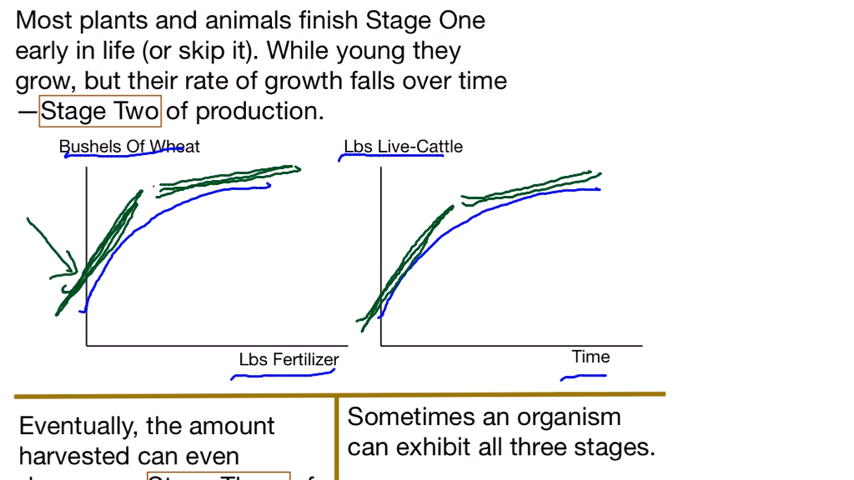 Most plants and animals finish Stage One
early in life (or skip it). While young they
grow, but their rate of growth falls over time
—Stage Two of production.
Bushels Of Wheat
Lbs Live-Cattle
Lbs Fertilizer
Time
Eventually, the amount
harvested can even
Sometimes an organism
can exhibit all three stages.